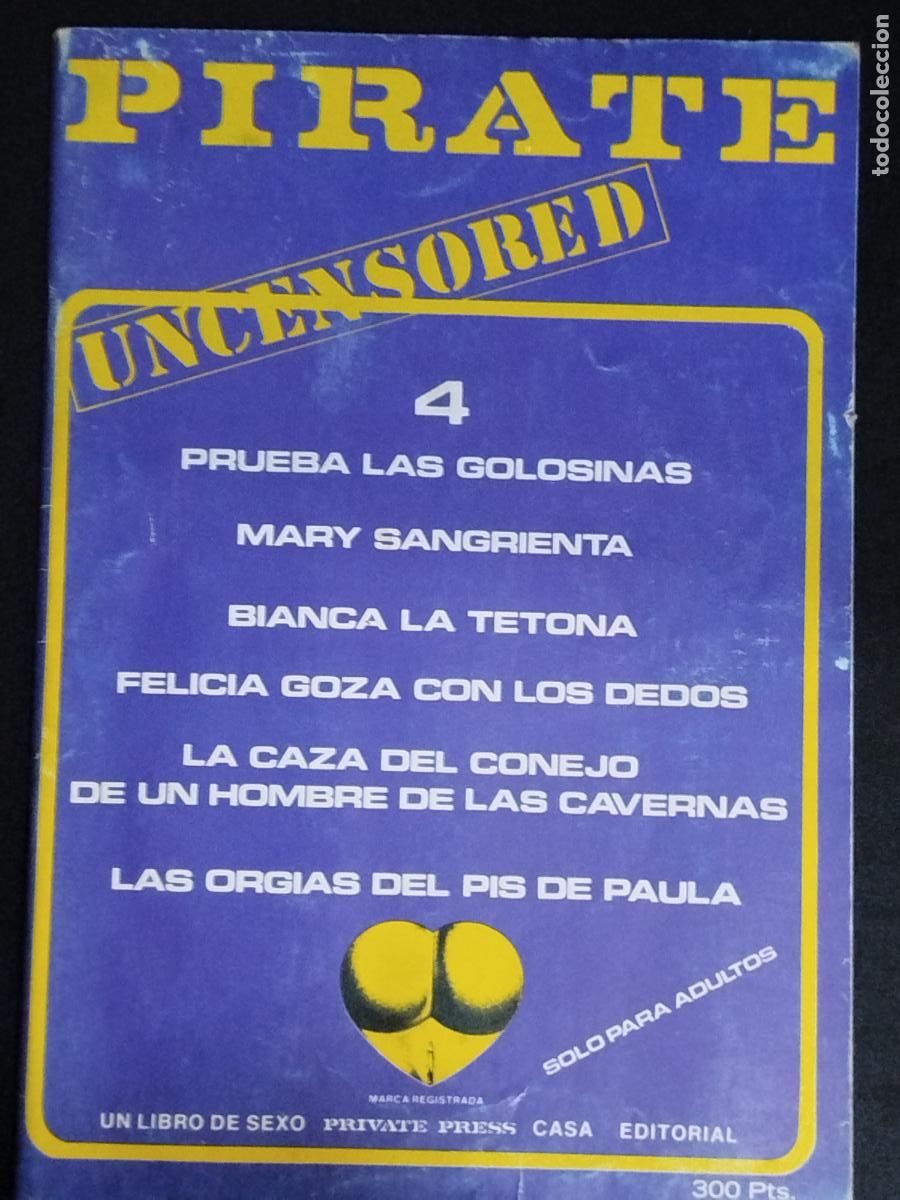 PIRATE
UNCENSORED
4
PRUEBA LAS GOLOSINAS
MARY SANGRIENTA
BIANCA LA TETONA
FELICIA GOZA CON LOS DEDOS
LA CAZA DEL CONEJO
DE UN HOMBRE DE LAS CAVERNAS
LAS ORGIAS DEL PIS DE PAULA
SOLO PARA ADULTOS
MARCA REGISTRADA
UN LIBRO DE SEXO PRIVATE PRESS CASA EDITORIAL
300 Pts.
todocoleccion